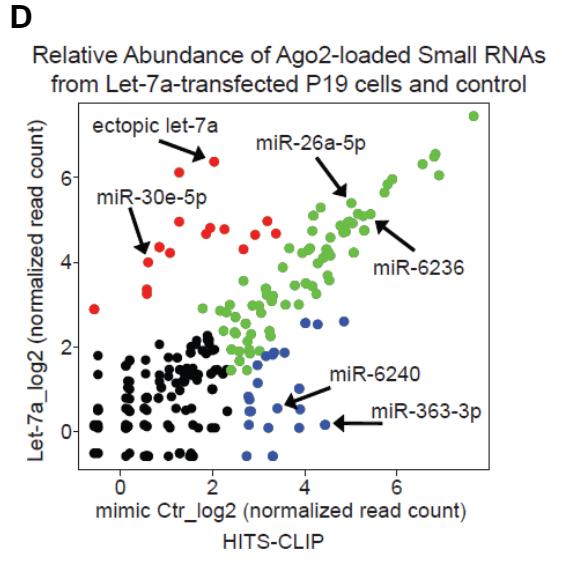 D
Relative Abundance of Ago2-loaded Small RNAs
from Let-7a-transfected P19 cells and control
ectopic let-7a
miR-26a-5p
miR-30e-5p
miR-6236
miR-6240
miR-363-3p
Let-7a_log2 (normalized read count)
6
4
2
0
0 2 4 6
mimic Ctr_log2 (normalized read count)
HITS-CLIP